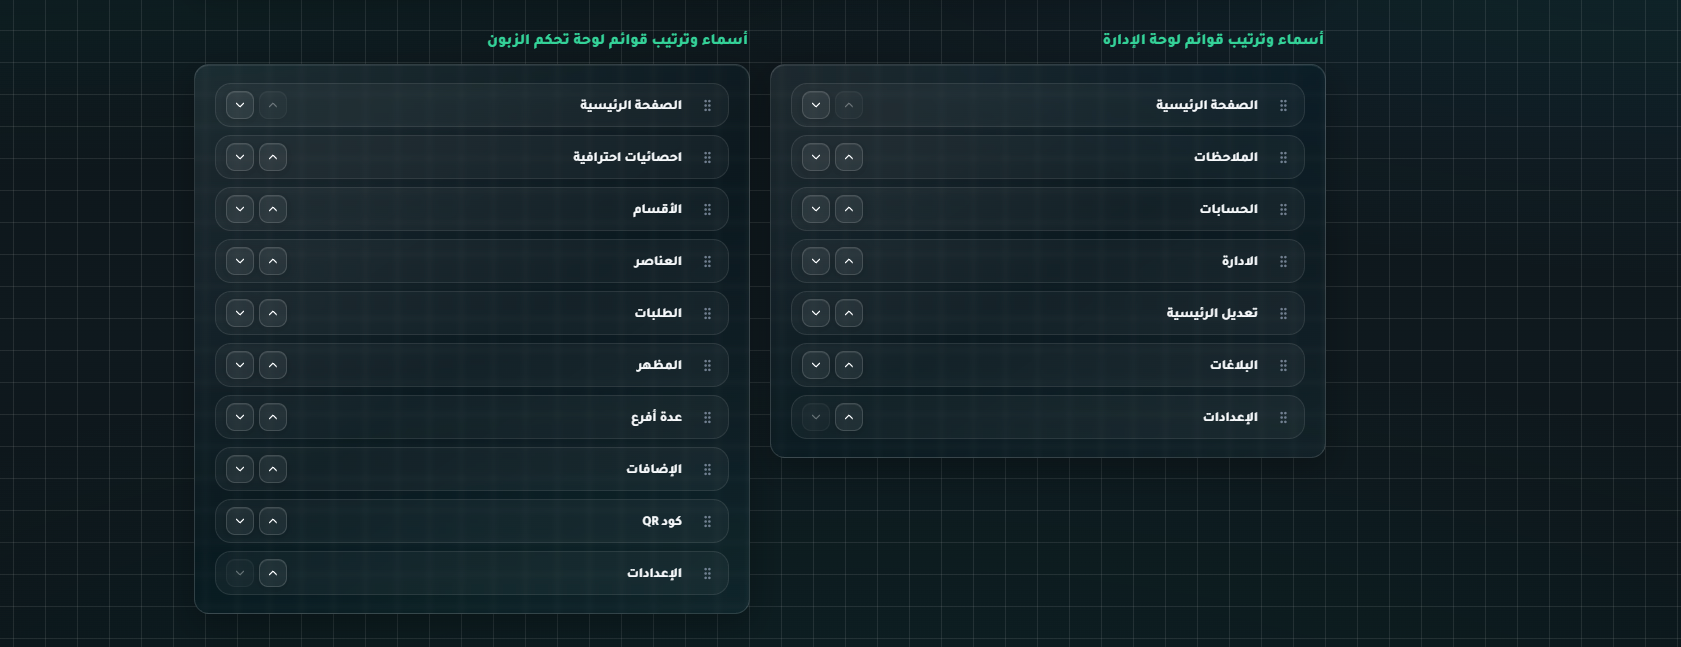 أسماء وترتيب قوائم لوحة الإدارة
الصفحة الرئيسية
الملاحظات
الحسابات
الادارة
تعديل الرئيسية
البلاغات
الإعدادات
أسماء وترتيب قوائم لوحة تحكم الزبون
الصفحة الرئيسية
احصائيات احترافية
الأقسام
العناصر
الطلبات
المظهر
عدة أفرع
الإضافات
كود QR
الإعدادات